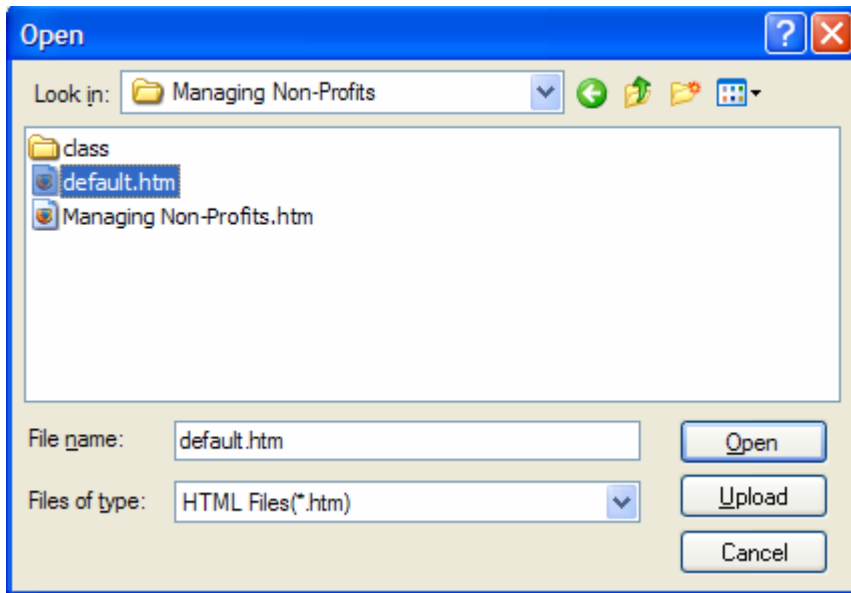 Open
Look in: Managing Non-Profits
class
default.htm
Managing Non-Profits.htm
File name: default.htm Open
Files of type: HTML Files(*.htm) Upload
Cancel